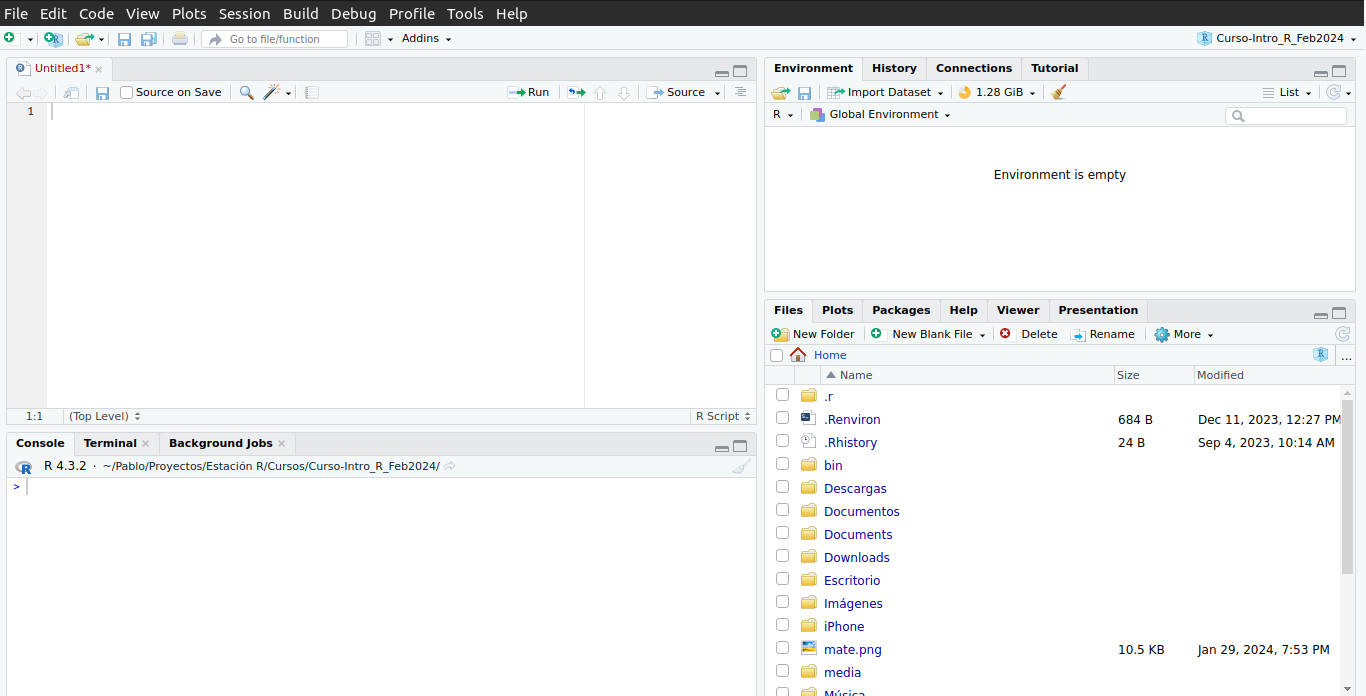 File Edit Code View Plots Session Build Debug Profile Tools Help
Go to file/function Addins Curso-Intro_R_Feb2024
Untitled1*
Source on Save Run Source
1
1:1 (Top Level) R Script
Console Terminal Background Jobs
R 4.3.2 · ~/Pablo/Proyectos/Estación R/Cursos/Curso-Intro_R_Feb2024/
>
Environment History Connections Tutorial
Import Dataset 1.28 GiB List
R Global Environment
Environment is empty
Files Plots Packages Help Viewer Presentation
New Folder New Blank File Delete Rename More
Home ...
Name Size Modified
.r
.Renviron 684 B Dec 11, 2023, 12:27 PM
.Rhistory 24 B Sep 4, 2023, 10:14 AM
bin
Descargas
Documentos
Documents
Downloads
Escritorio
Imágenes
iPhone
mate.png 10.5 KB Jan 29, 2024, 7:53 PM
media
Música